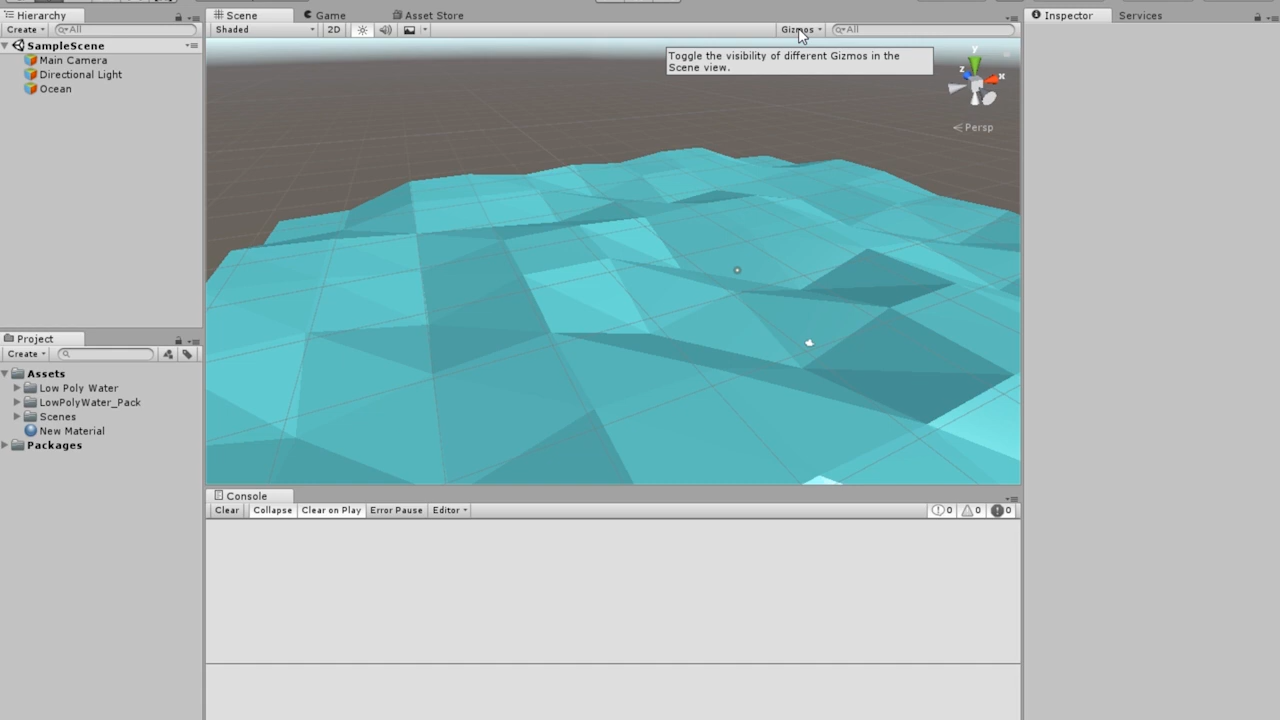 Hierarchy
Create
All
SampleScene
Main Camera
Directional Light
Ocean
Project
Create
Assets
Low Poly Water
LowPolyWater_Pack
Scenes
New Material
Packages
Scene
Game
Asset Store
Shaded
2D
Gizmos
All
Toggle the visibility of different Gizmos in the
Scene view.
y
z
x
Persp
Console
Clear
Collapse
Clear on Play
Error Pause
Editor
0
0
0
Inspector
Services